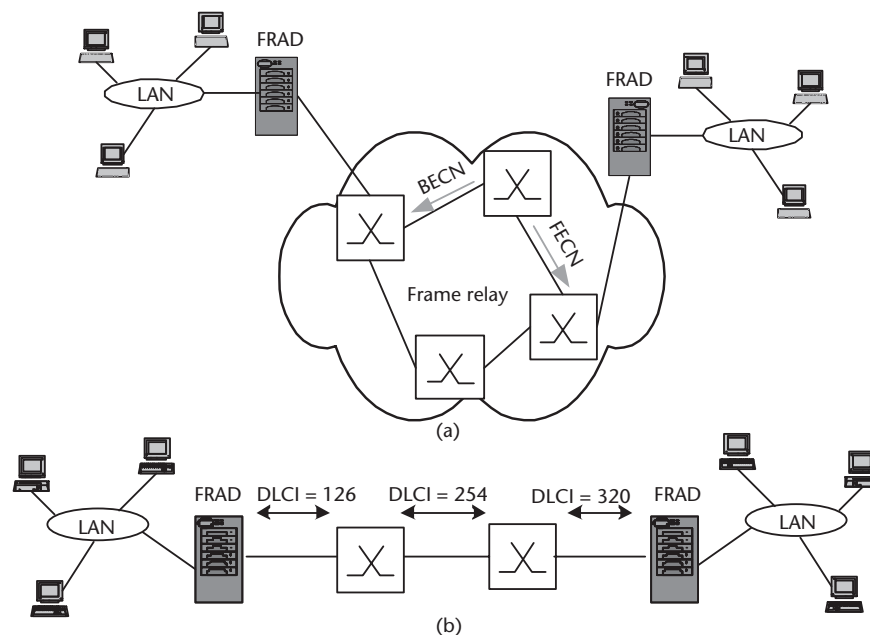 FRAD
FRAD
LAN
LAN
BECN
FECN
Frame relay
(a)
FRAD
DLCI = 126
DLCI = 254
DLCI = 320
FRAD
LAN
LAN
(b)